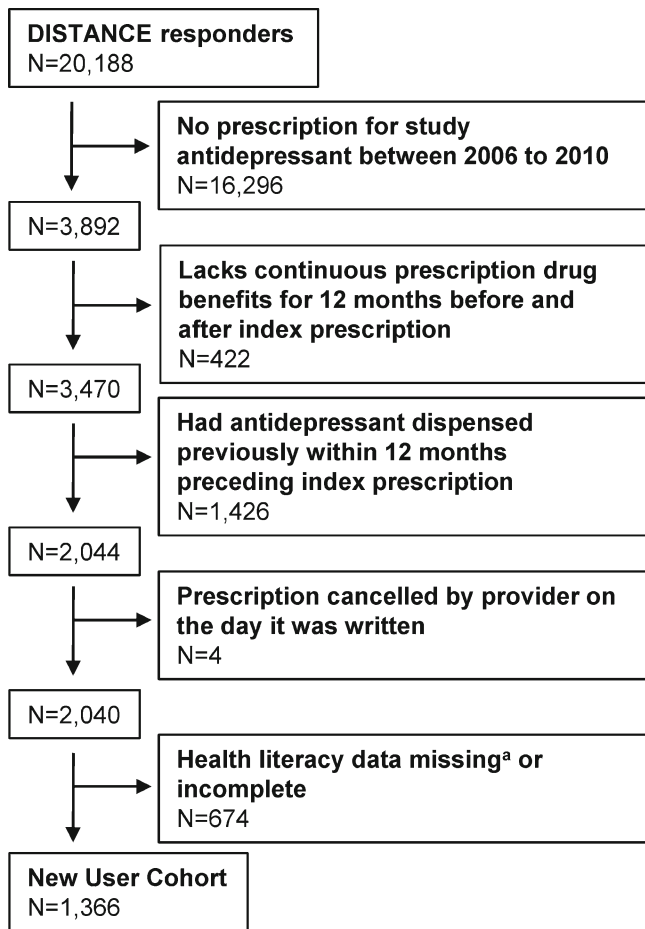 DISTANCE responders
N=20,188
No prescription for study
antidepressant between 2006 to 2010
N=16,296
N=3,892
Lacks continuous prescription drug
benefits for 12 months before and
after index prescription
N=422
N=3,470
Had antidepressant dispensed
previously within 12 months
preceding index prescription
N=1,426
N=2,044
Prescription cancelled by provider on
the day it was written
N=4
N=2,040
Health literacy data missingᵃ or
incomplete
N=674
New User Cohort
N=1,366